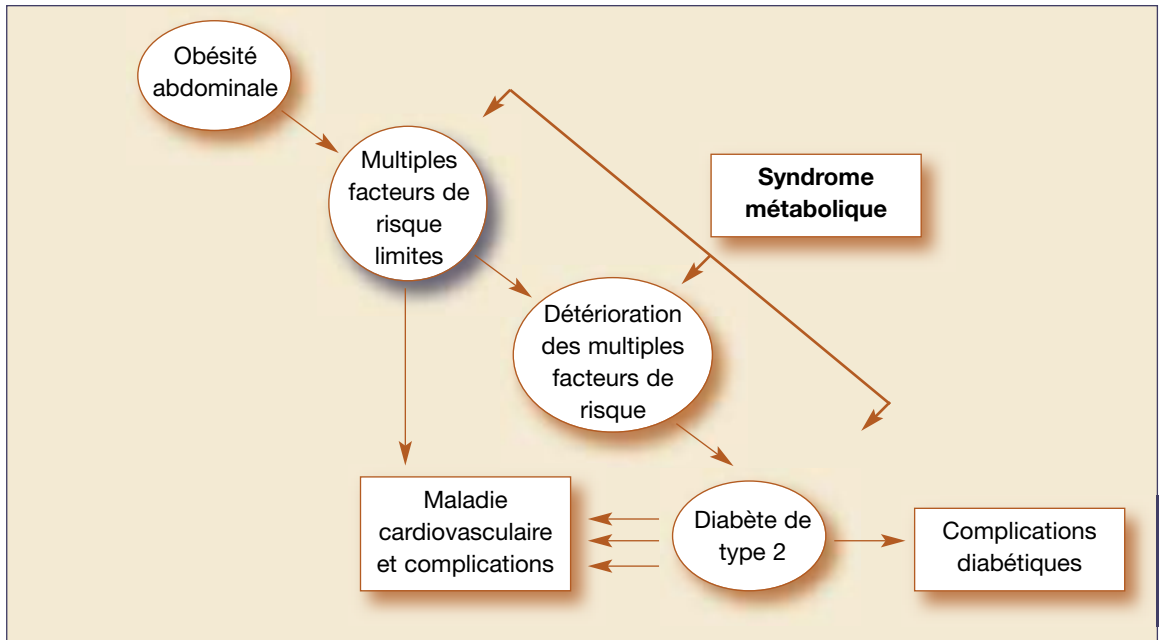 Obésité
abdominale
Multiples
facteurs de
risque
limites
Syndrome
métabolique
Détérioration
des multiples
facteurs de
risque
Maladie
cardiovasculaire
et complications
Diabète de
type 2
Complications
diabétiques